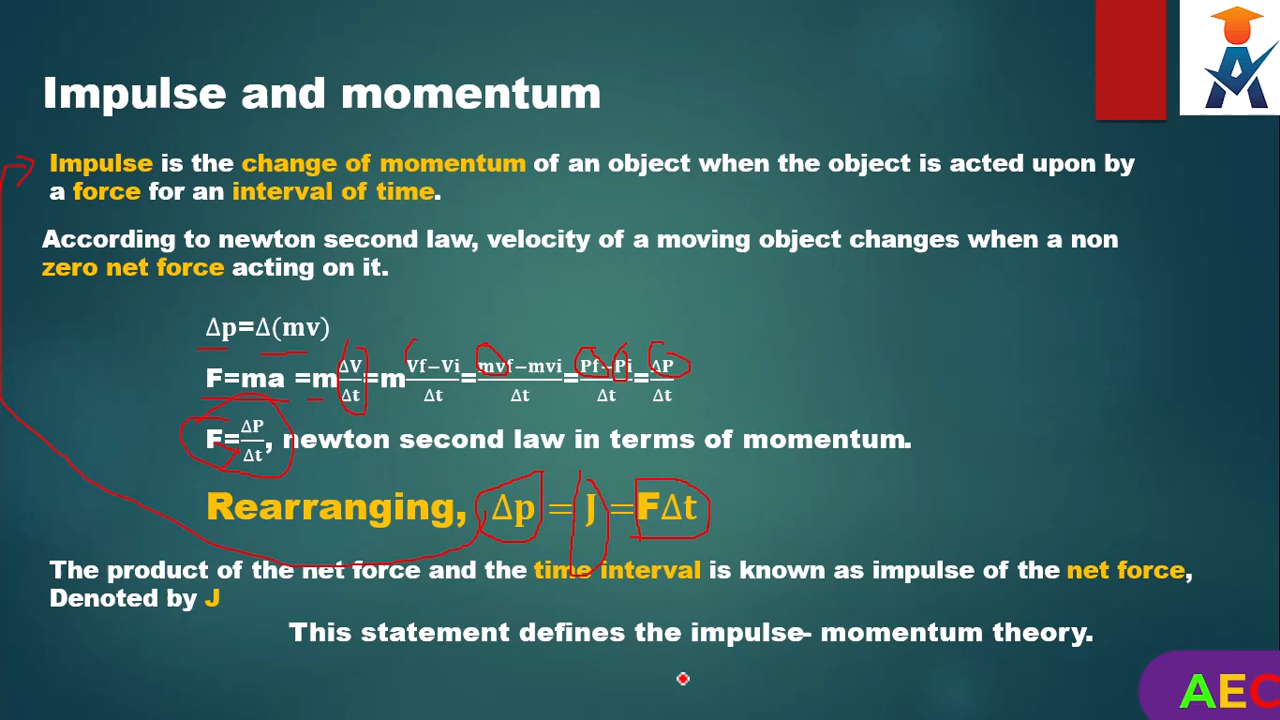 Impulse and momentum
Impulse is the change of momentum of an object when the object is acted upon by
a force for an interval of time.
According to newton second law, velocity of a moving object changes when a non
zero net force acting on it.
Δp=Δ(mv)
F=ma =m ΔV/Δt =m Vf−Vi/Δt = mvf−mvi/Δt = Pf−Pi/Δt = ΔP/Δt
F= ΔP/Δt, newton second law in terms of momentum.
Rearranging, Δp = J = FΔt
The product of the net force and the time interval is known as impulse of the net force,
Denoted by J
This statement defines the impulse- momentum theory.
AEC